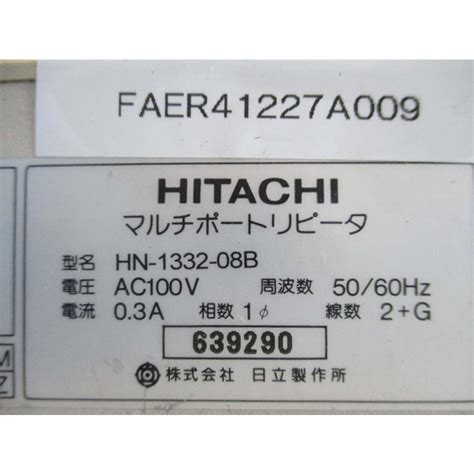 FAER41227A009
HITACHI
マルチポートリピータ
型名 HN-1332-08B
電圧 AC100V 周波数 50/60Hz
電流 0.3A 相数 1φ 線数 2+G
639290
株式会社 日立製作所
M
Z